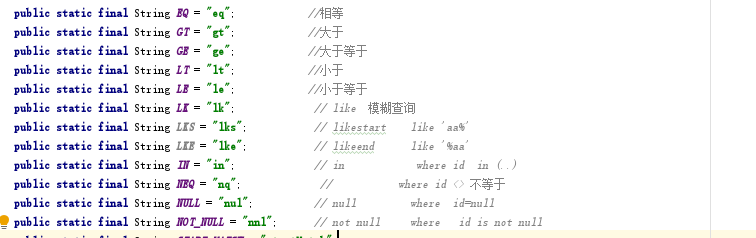 public static final String EQ = "eq"; //相等
public static final String GT = "gt"; //大于
public static final String GE = "ge"; //大于等于
public static final String LT = "lt"; //小于
public static final String LE = "le"; //小于等于
public static final String LK = "lk"; // like 模糊查询
public static final String LKS = "lks"; // likestart like 'aa%'
public static final String LKE = "lke"; // likeend like '%aa'
public static final String IN = "in"; // in where id in (..)
public static final String NEQ = "nq"; // where id <> 不等于
public static final String NULL = "nul"; // null where id=null
public static final String NOT_NULL = "nnl"; // not null where id is not null
public static final String